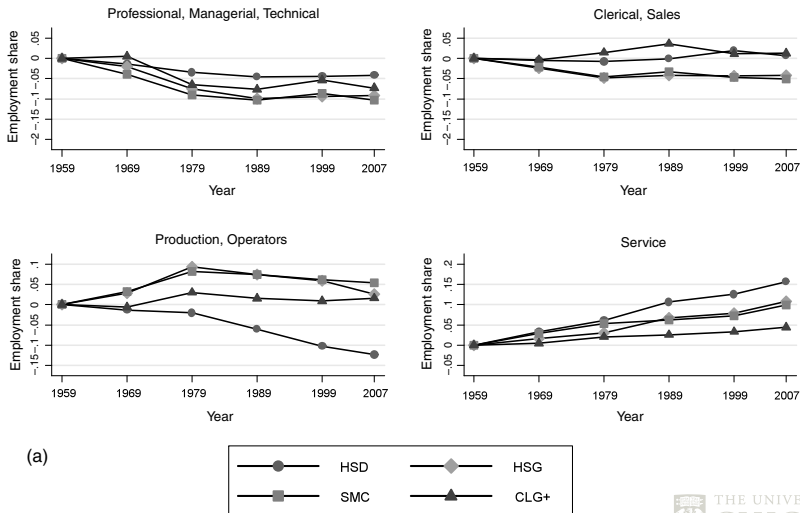 Professional, Managerial, Technical
Employment share
.05
0
-.05
-.1
-.15
-.2
1959 1969 1979 1989 1999 2007
Year
Clerical, Sales
Employment share
.05
0
-.05
-.1
-.15
-.2
1959 1969 1979 1989 1999 2007
Year
Production, Operators
Employment share
.1
.05
0
-.05
-.1
-.15
1959 1969 1979 1989 1999 2007
Year
Service
Employment share
.2
.15
.1
.05
0
-.05
1959 1969 1979 1989 1999 2007
Year
(a)
HSD HSG
SMC CLG+
THE